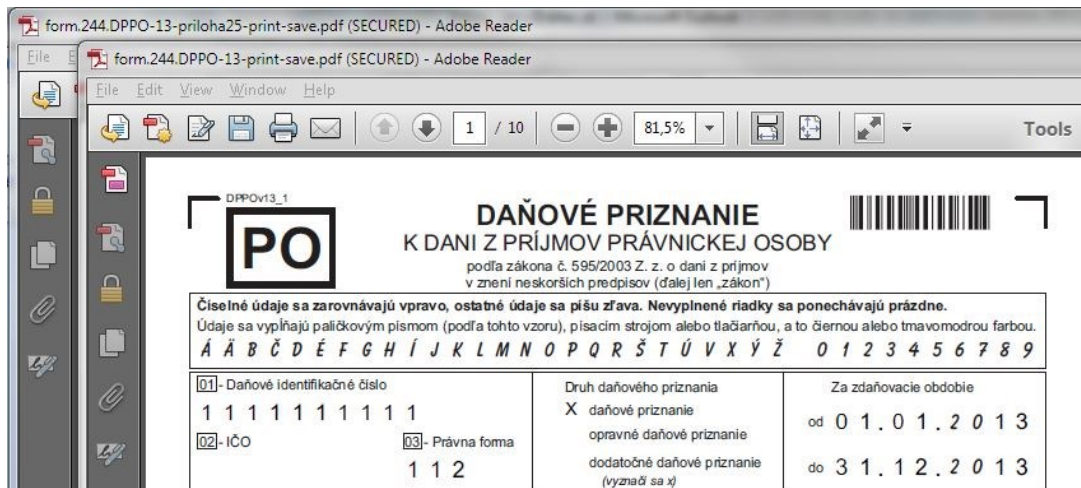 form.244.DPPO-13-priloha25-print-save.pdf (SECURED) - Adobe Reader
File
form.244.DPPO-13-print-save.pdf (SECURED) - Adobe Reader
File Edit View Window Help
1 / 10 81,5% Tools
DPPOv13_1
PO
DAŇOVÉ PRIZNANIE
K DANI Z PRÍJMOV PRÁVNICKEJ OSOBY
podľa zákona č. 595/2003 Z. z. o dani z príjmov
v znení neskorších predpisov (ďalej len „zákon")
Číselné údaje sa zarovnávajú vpravo, ostatné údaje sa píšu zľava. Nevyplnené riadky sa ponechávajú prázdne.
Údaje sa vypĺňajú paličkovým písmom (podľa tohto vzoru), písacím strojom alebo tlačiarňou, a to čiernou alebo tmavomodrou farbou.
Á Ä B Č D É F G H Í J K L M N O P Q R Š T Ú V X Ý Ž 0 1 2 3 4 5 6 7 8 9
01 - Daňové identifikačné číslo
1 1 1 1 1 1 1 1 1 1
02 - IČO
03 - Právna forma
1 1 2
Druh daňového priznania
X daňové priznanie
opravné daňové priznanie
dodatočné daňové priznanie
(vyznačí sa x)
Za zdaňovacie obdobie
od 0 1 . 0 1 . 2 0 1 3
do 3 1 . 1 2 . 2 0 1 3